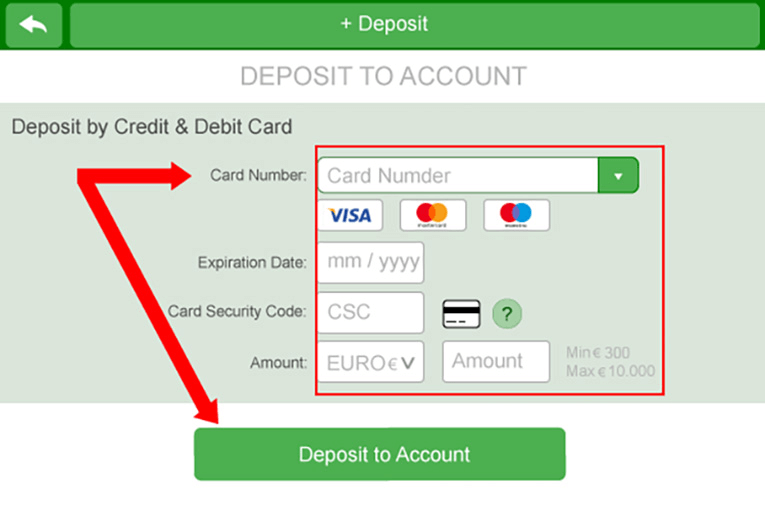 + Deposit
DEPOSIT TO ACCOUNT
Deposit by Credit & Debit Card
Card Number: Card Numder
VISA mastercard
Expiration Date: mm / yyyy
Card Security Code: CSC ?
Amount: EURO€ Amount Min € 300
Max € 10.000
Deposit to Account